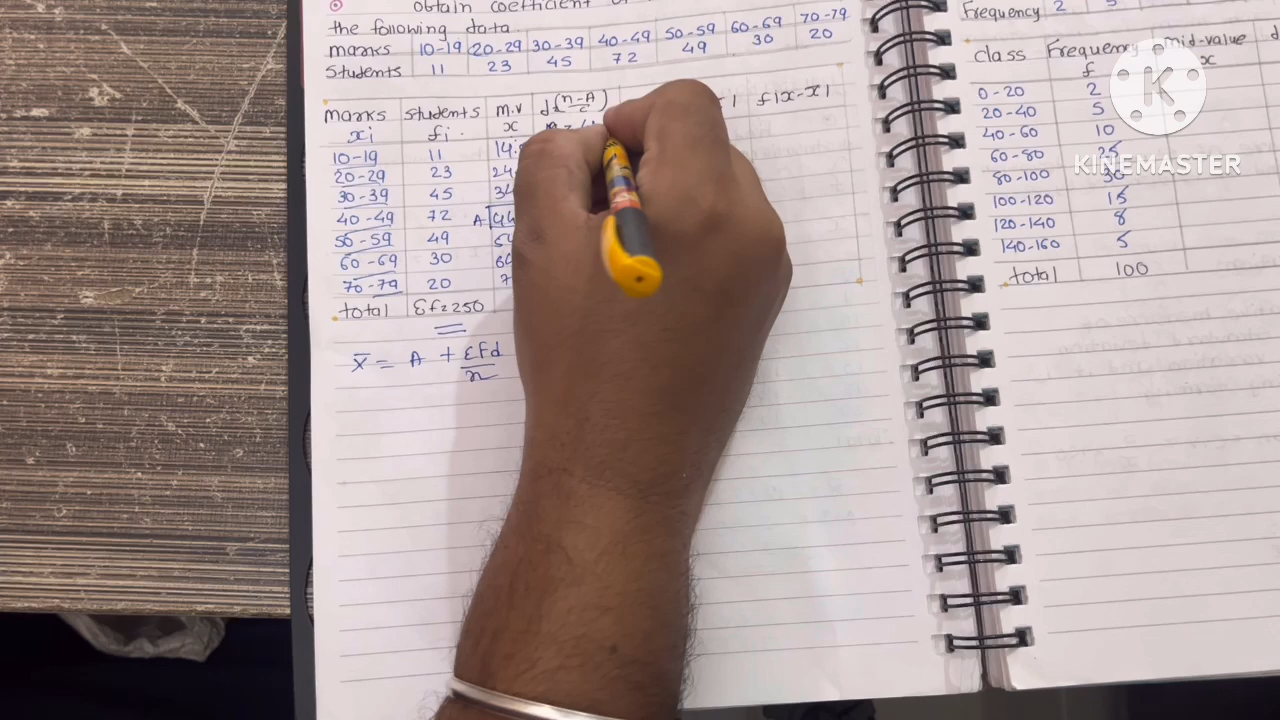 obtain coefficient
the following data
marks 10-19 20-29 30-39 40-49 50-59 60-69 70-79
Students 11 23 45 72 49 30 20
marks students m.v
xi fi x
10-19 11
20-29 23
30-39 45
40-49 72 A
50-59 49
60-69 30
70-79 20
total Σf=250
x̄ = A + Σfd
n
f|x-x̄|
Frequency 2 5
class Frequency mid-value
f x
0-20 2
20-40 5
40-60 10
60-80 25
80-100 30
100-120 15
120-140 8
140-160 5
total 100
K
KINEMASTER